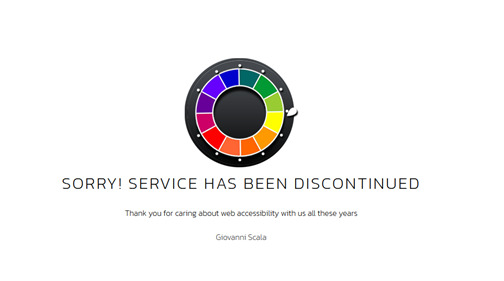 SORRY! SERVICE HAS BEEN DISCONTINUED
Thank you for caring about web accessibility with us all these years
Giovanni Scala